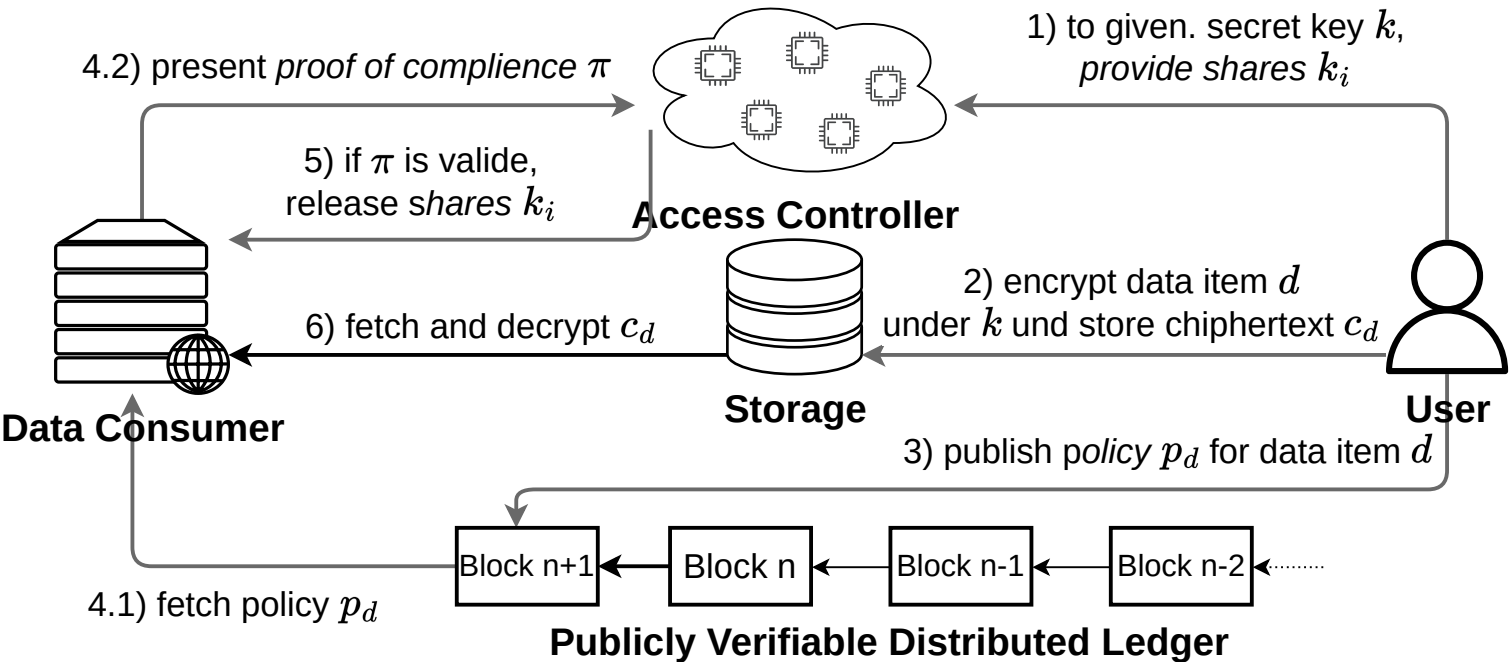 1) to given. secret key k,
provide shares k_i
4.2) present proof of complience π
5) if π is valide,
release shares k_i
Access Controller
2) encrypt data item d
under k und store chiphertext c_d
6) fetch and decrypt c_d
Storage
User
Data Consumer
3) publish policy p_d for data item d
Block n+1
Block n
Block n-1
Block n-2
4.1) fetch policy p_d
Publicly Verifiable Distributed Ledger